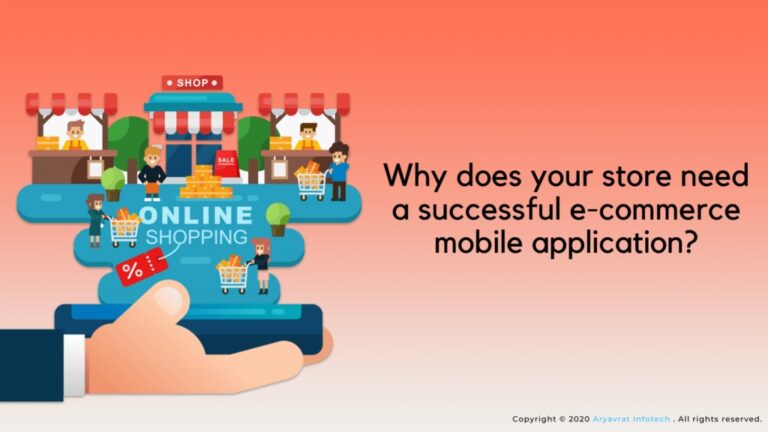 SHOP
SALE
ONLINE
SHOPPING
%
Why does your store need
a successful e-commerce
mobile application?
Copyright © 2020 Aryavrat Infotech . All rights reserved.